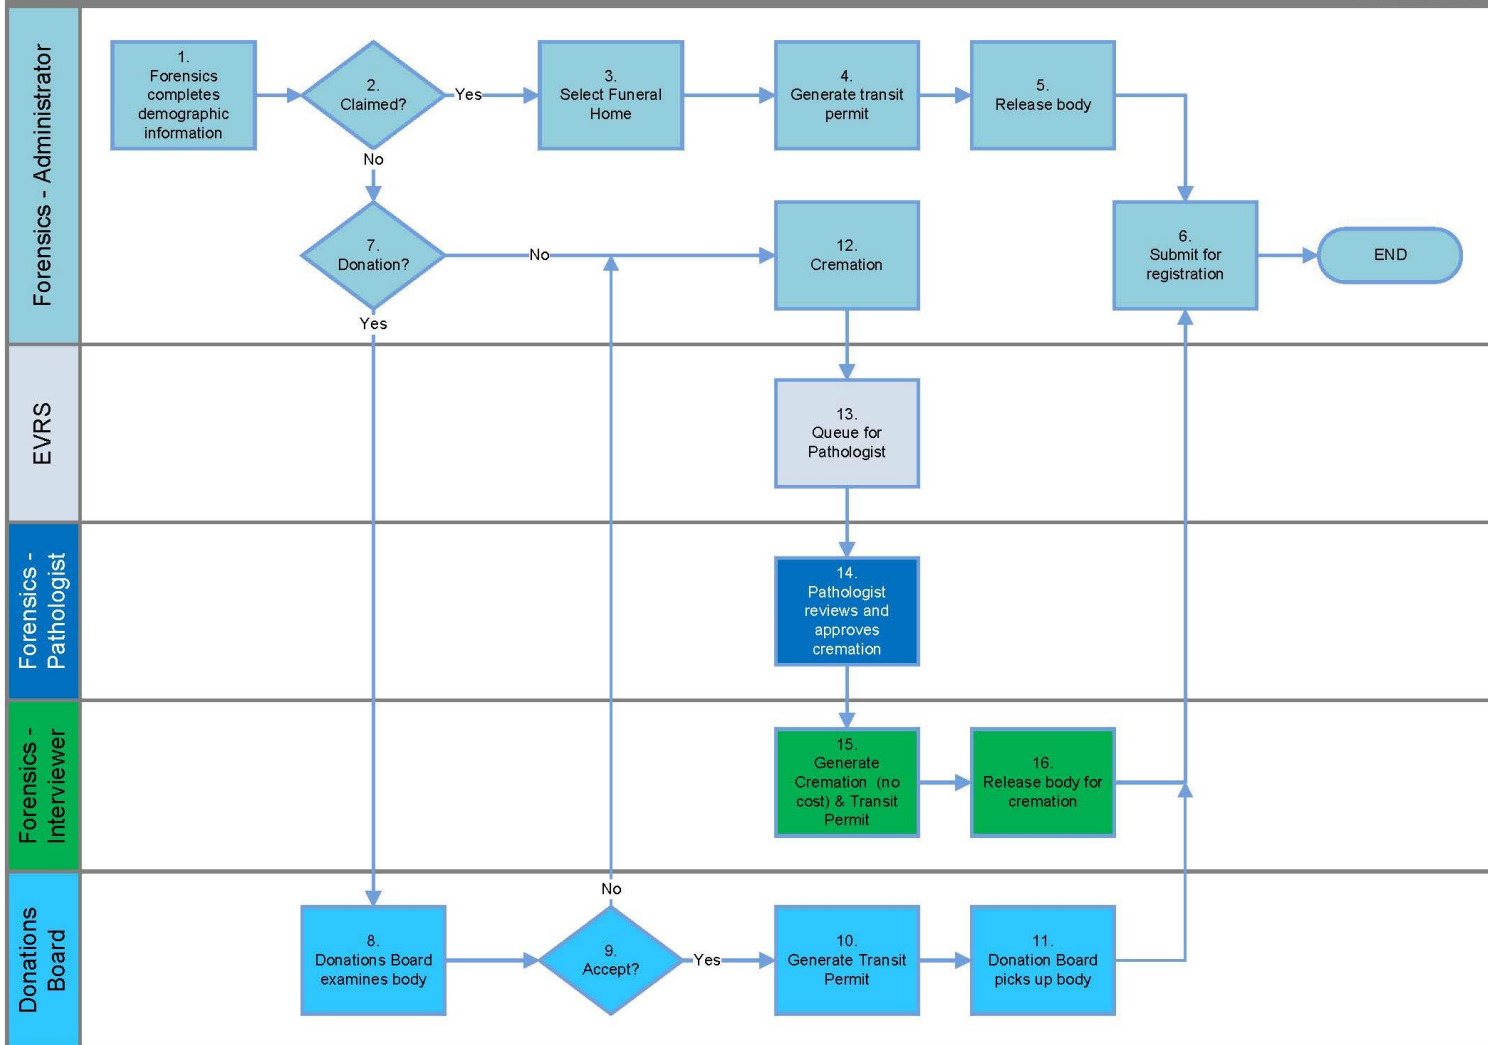 Forensics - Administrator
1.
Forensics
completes
demographic
information
2.
Claimed?
Yes
3.
Select Funeral
Home
4.
Generate transit
permit
5.
Release body
No
7.
Donation?
No
12.
Cremation
6.
Submit for
registration
END
Yes
EVRS
13.
Queue for
Pathologist
Forensics -
Pathologist
14.
Pathologist
reviews and
approves
cremation
Forensics -
Interviewer
15.
Generate
Cremation (no
cost) & Transit
Permit
16.
Release body for
cremation
Donations
Board
No
8.
Donations Board
examines body
9.
Accept?
Yes
10.
Generate Transit
Permit
11.
Donation Board
picks up body